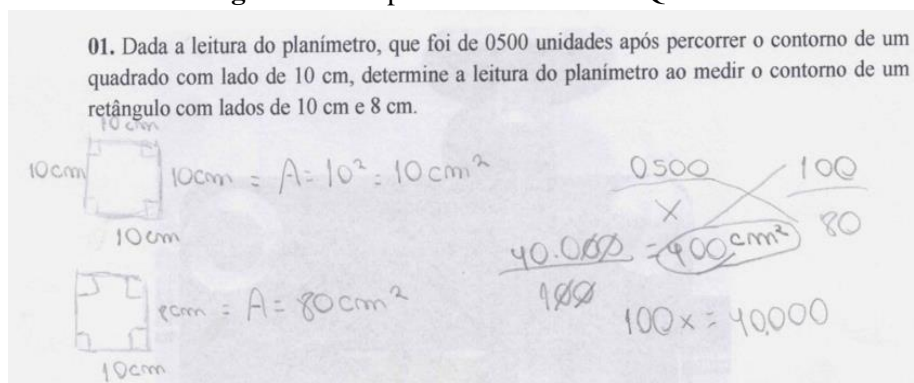 01. Dada a leitura do planímetro, que foi de 0500 unidades após percorrer o contorno de um
quadrado com lado de 10 cm, determine a leitura do planímetro ao medir o contorno de um
retângulo com lados de 10 cm e 8 cm.
10 cm
10cm 10cm = A = 10² = 10 cm²
10 cm
8cm = A = 80 cm²
10cm
0500 100
x 80
40.000 = 400 cm²
100
100x = 40.000